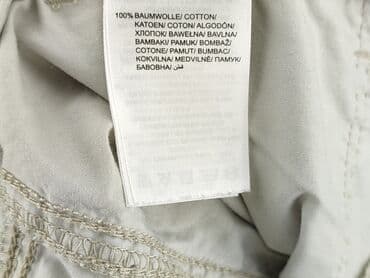 100% BAUMWOLLE/ COTTON/
KATOEN/ COTON/ ALGODÓN/
ХЛОПОК/ BAWEŁNA/ BAVLNA/
BAMBAKI/ PAMUK/ BOMBAŽ/
COTONE/ PAMUT/ BUMBAC/
KOKVILNA/ MEDVILNĖ/ ПАМУК/
БАВОВНА/ قطن